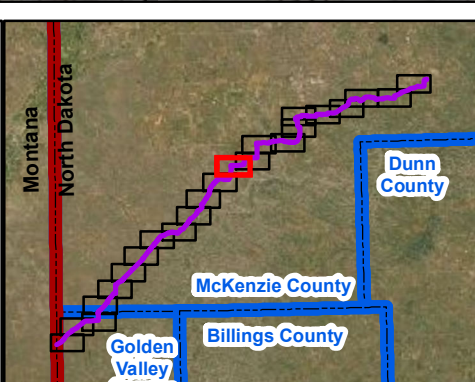 Montana
North Dakota
Dunn
County
McKenzie County
Billings County
Golden
Valley